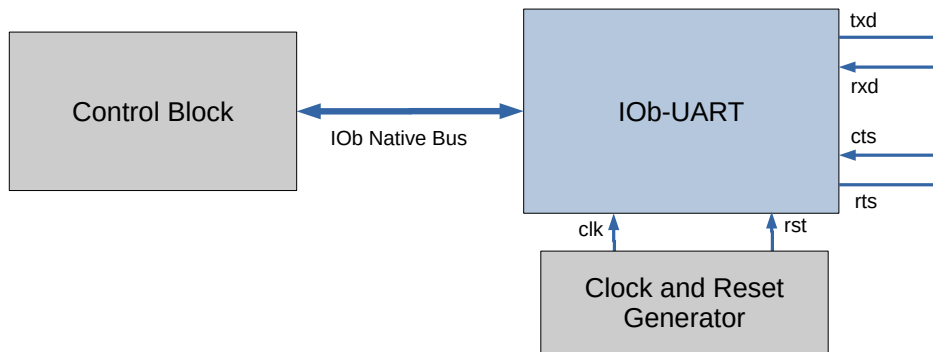 txd
Control Block
IOb-UART
rxd
IOb Native Bus
cts
rts
clk
rst
Clock and Reset
Generator